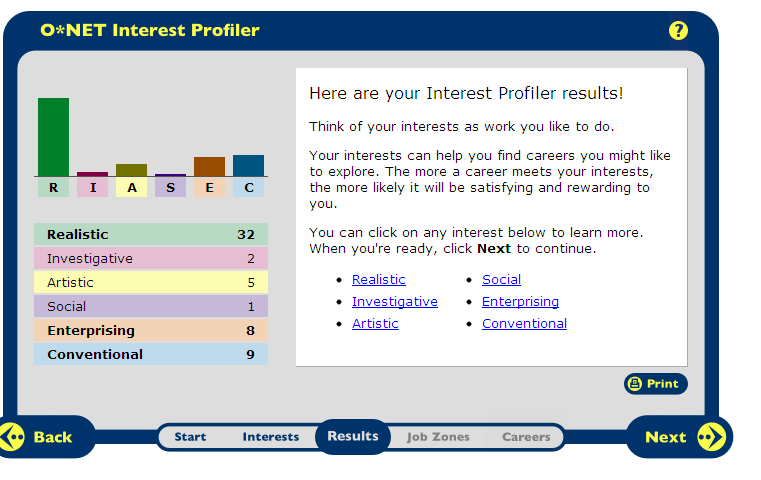 O*NET Interest Profiler
?
R I A S E C
Realistic 32
Investigative 2
Artistic 5
Social 1
Enterprising 8
Conventional 9
Here are your Interest Profiler results!
Think of your interests as work you like to do.
Your interests can help you find careers you might like
to explore. The more a career meets your interests,
the more likely it will be satisfying and rewarding to
you.
You can click on any interest below to learn more.
When you're ready, click Next to continue.
• Realistic • Social
• Investigative • Enterprising
• Artistic • Conventional
Print
Back Start Interests Results Job Zones Careers Next